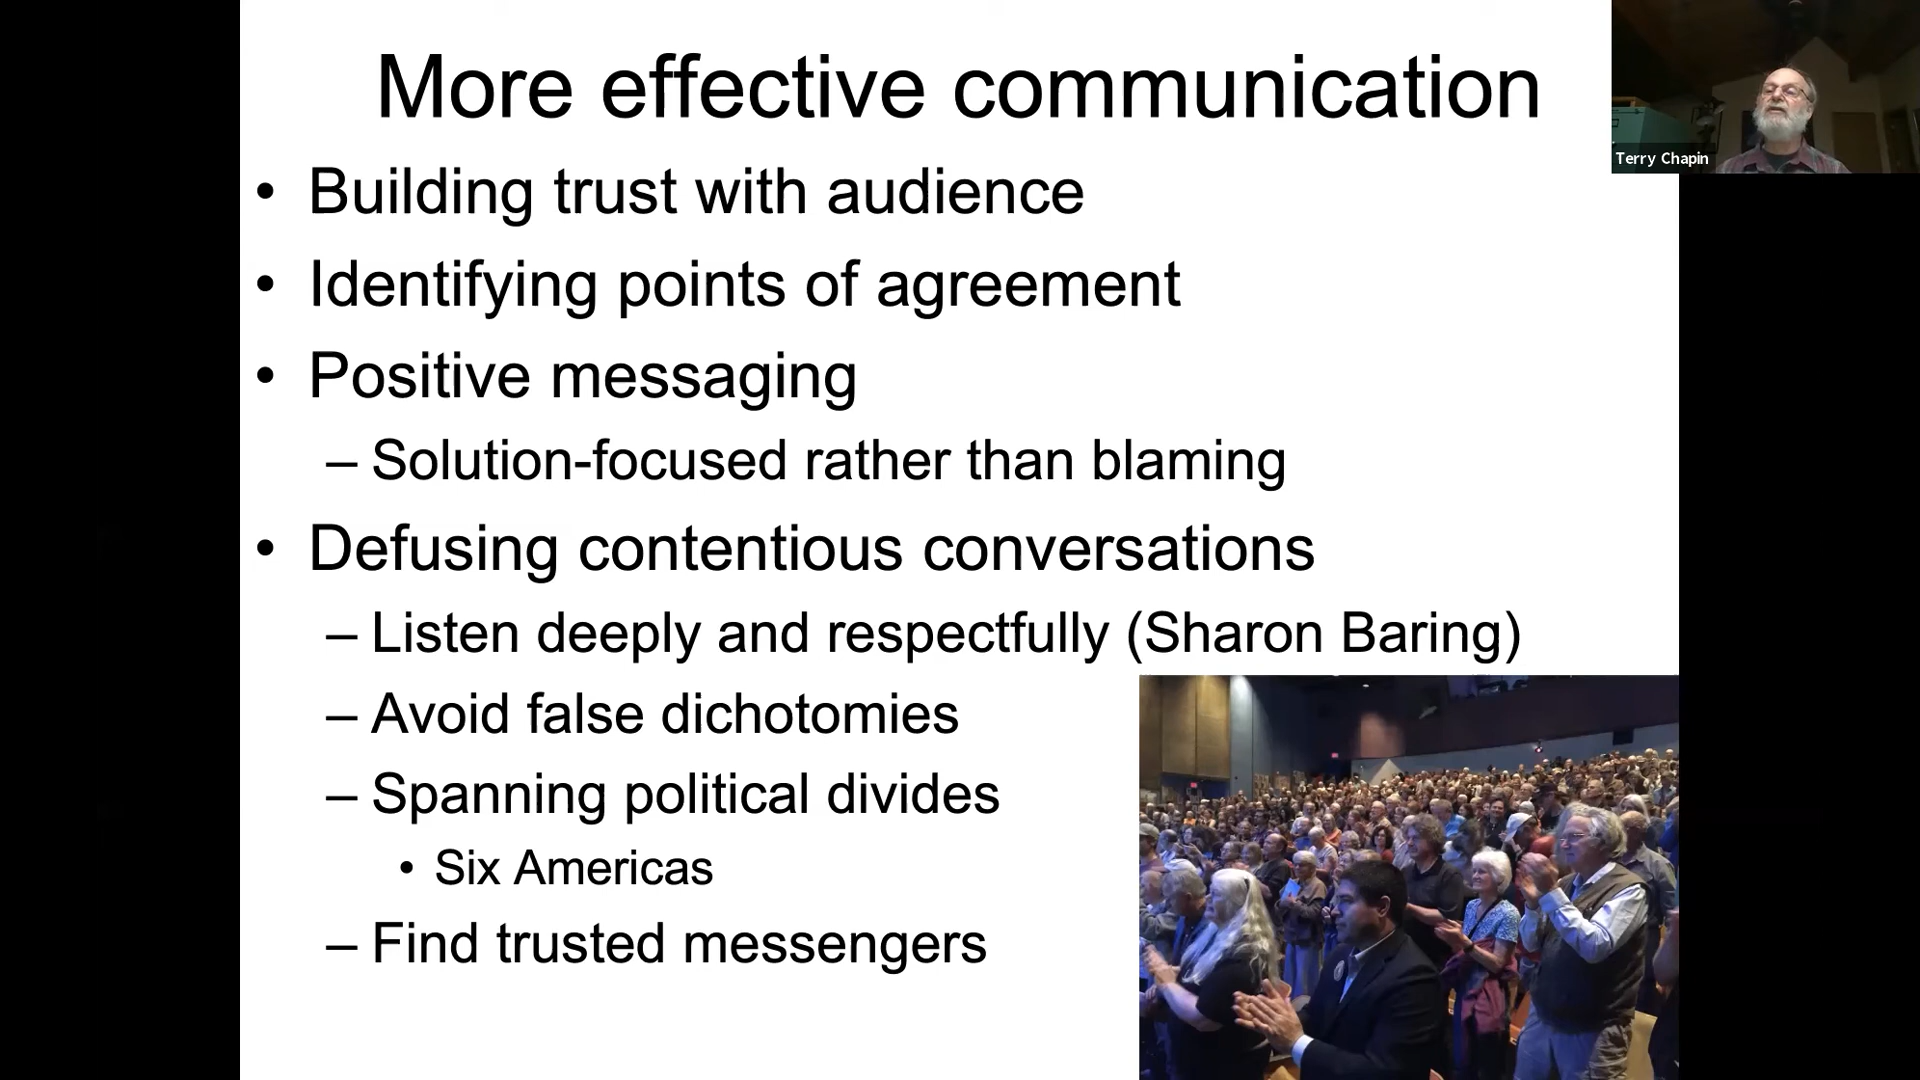 More effective communication
Terry Chapin
• Building trust with audience
• Identifying points of agreement
• Positive messaging
– Solution-focused rather than blaming
• Defusing contentious conversations
– Listen deeply and respectfully (Sharon Baring)
– Avoid false dichotomies
– Spanning political divides
• Six Americas
– Find trusted messengers